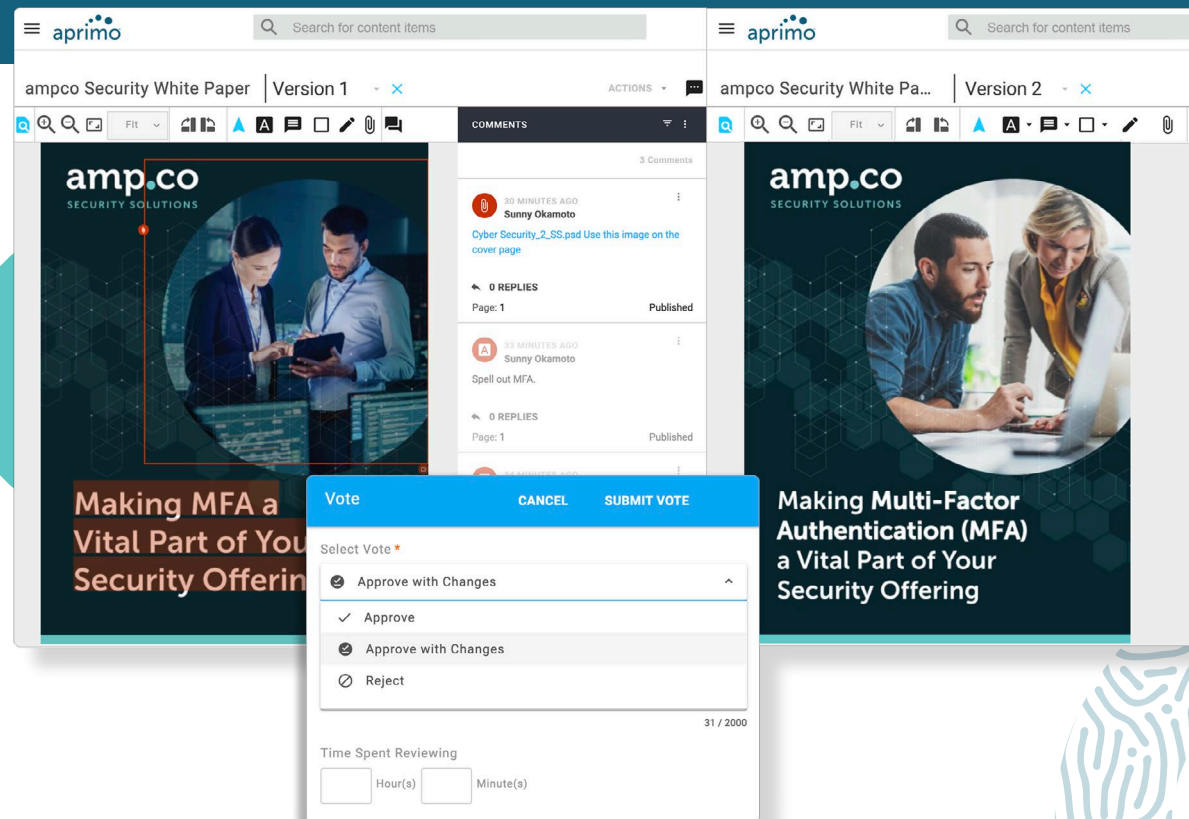 aprimo
Search for content items
ampco Security White Paper
Version 1
ACTIONS
Fit
A
amp.co
SECURITY SOLUTIONS
Making MFA a
Vital Part of You
Security Offerin
COMMENTS
3 Comments
30 MINUTES AGO
Sunny Okamoto
Cyber Security_2_SS.psd Use this image on the
cover page
0 REPLIES
Page: 1 Published
A
33 MINUTES AGO
Sunny Okamoto
Spell out MFA.
0 REPLIES
Page: 1 Published
34 MINUTES AGO
aprimo
Search for content items
ampco Security White Pa...
Version 2
Fit
A
amp.co
SECURITY SOLUTIONS
Making Multi-Factor
Authentication (MFA)
a Vital Part of Your
Security Offering
Vote CANCEL SUBMIT VOTE
Select Vote *
Approve with Changes
Approve
Approve with Changes
Reject
31 / 2000
Time Spent Reviewing
Hour(s) Minute(s)